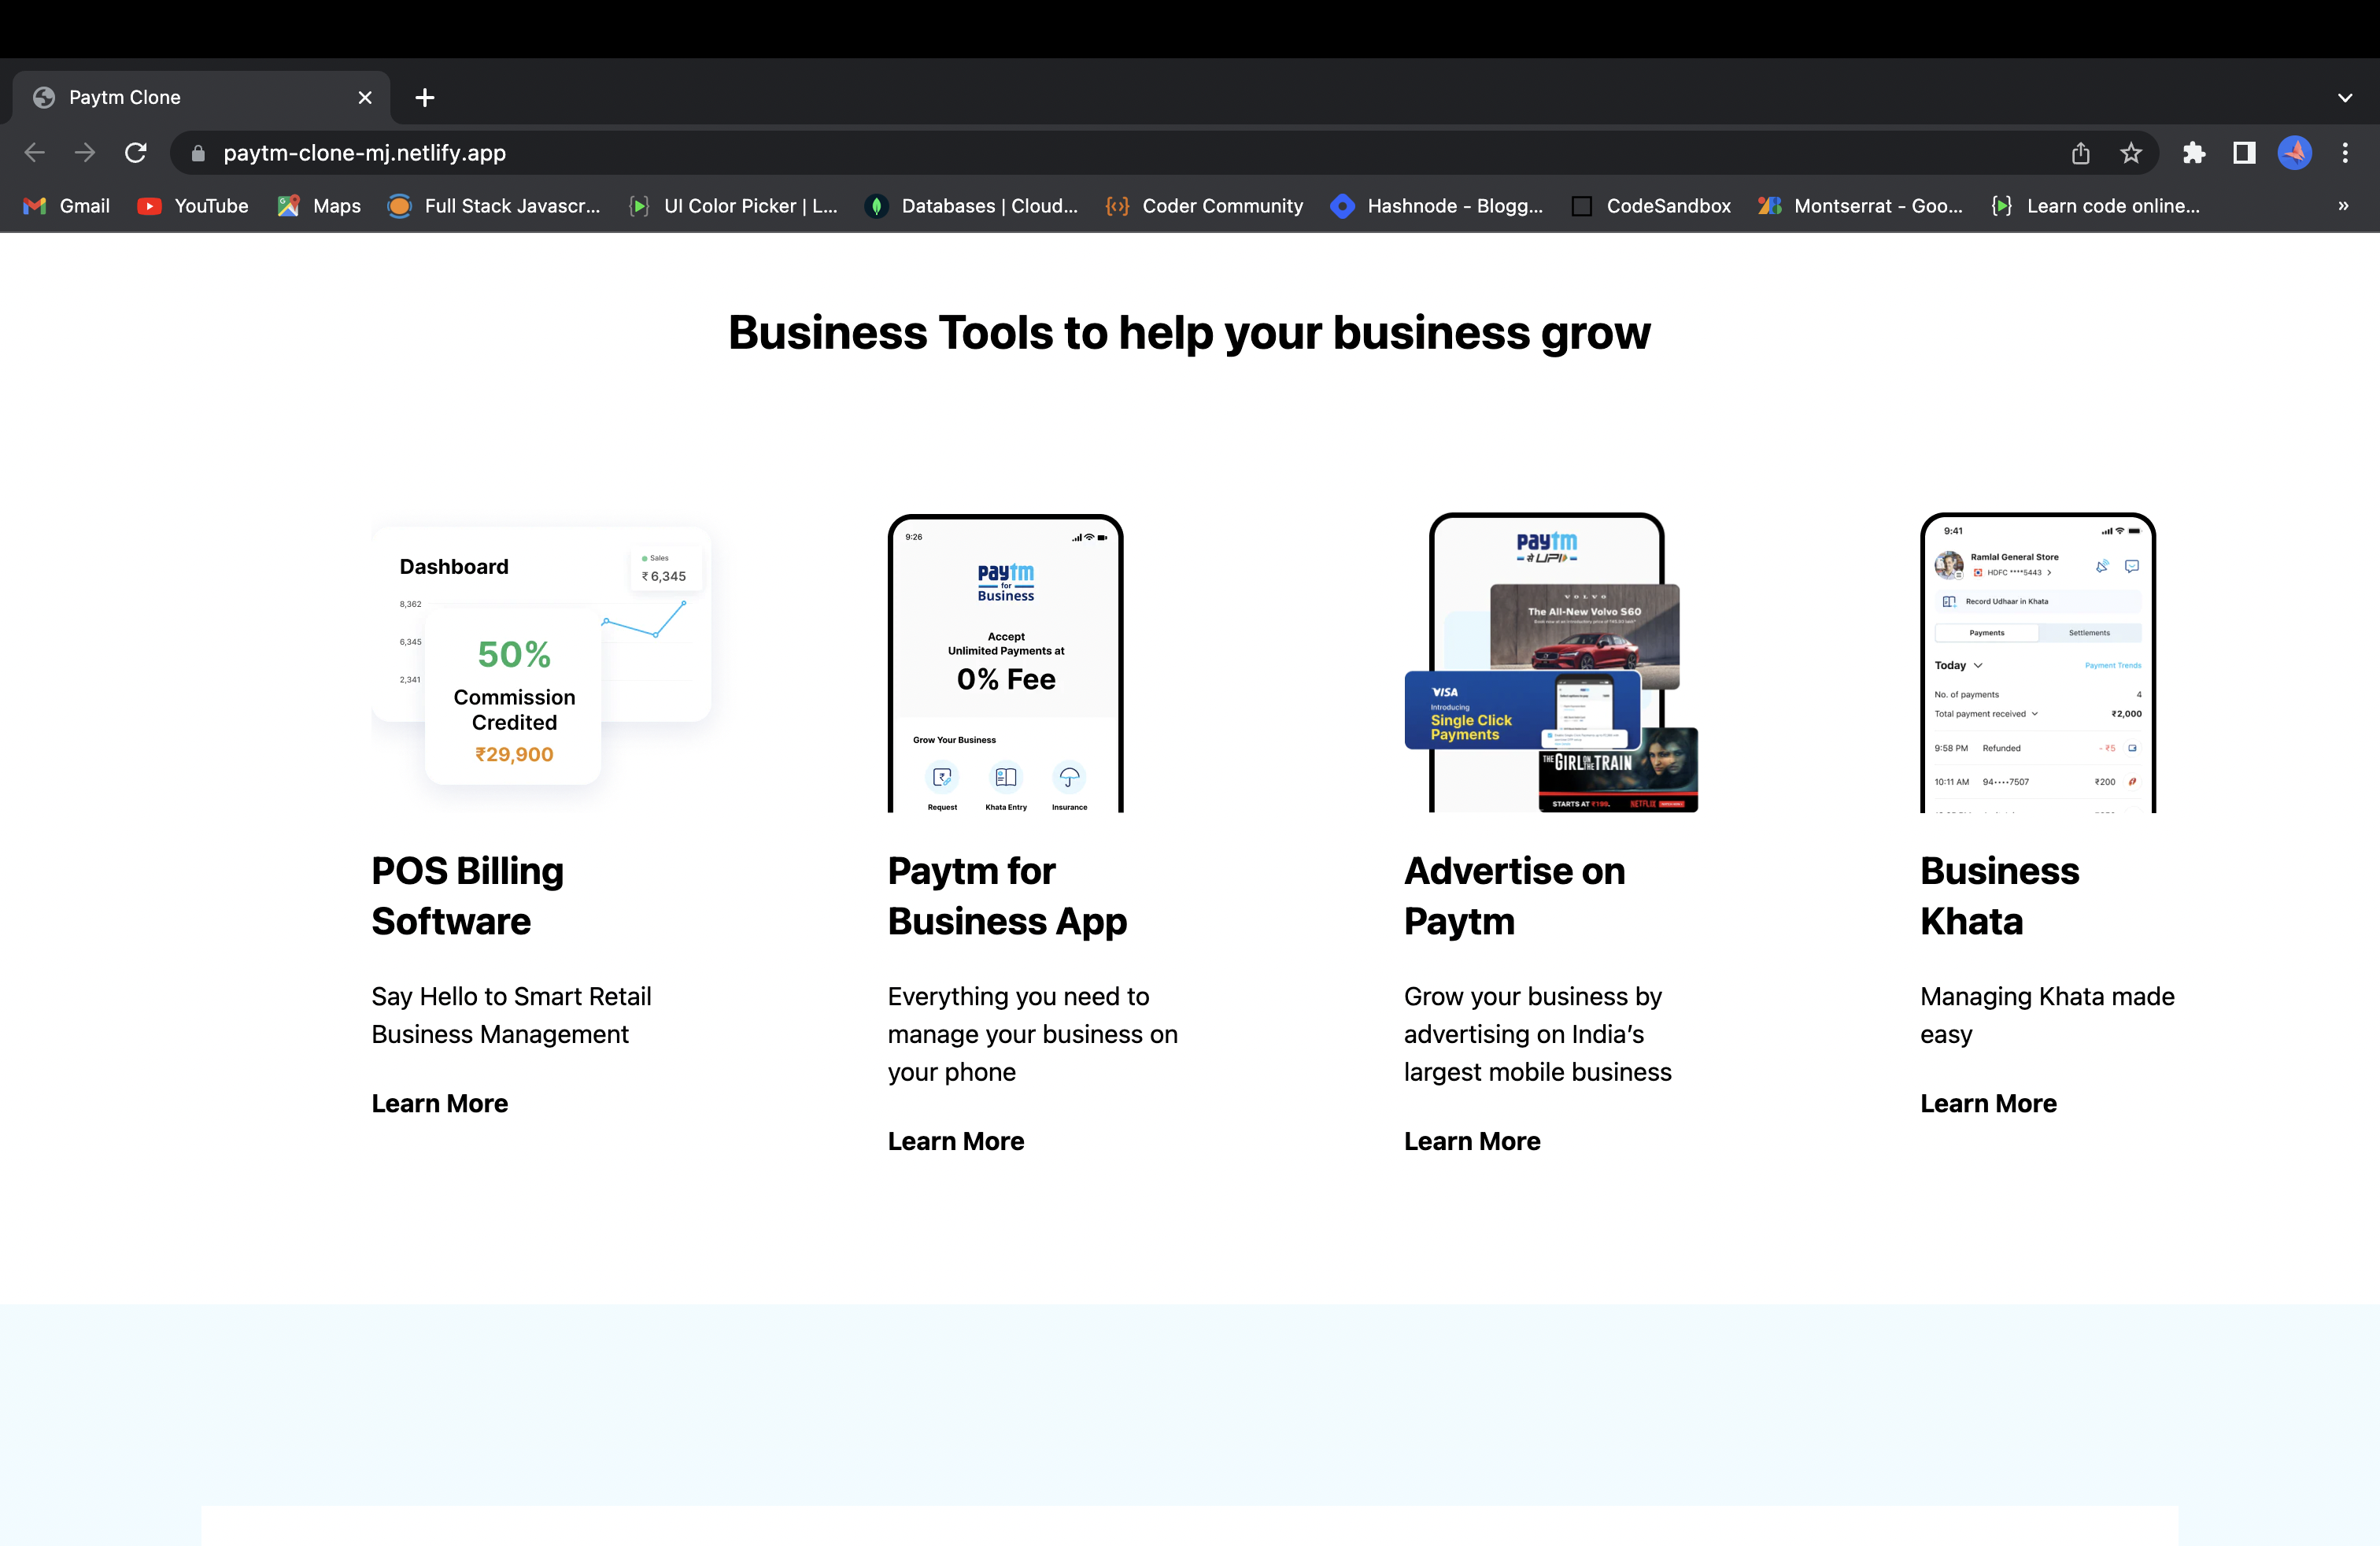 Paytm Clone
paytm-clone-mj.netlify.app
Gmail YouTube Maps Full Stack Javascr... UI Color Picker | L... Databases | Cloud... Coder Community Hashnode - Blogg... CodeSandbox Montserrat - Goo... Learn code online... »
Business Tools to help your business grow
Dashboard
Sales
₹ 6,345
8,362
6,345
2,341
50%
Commission
Credited
₹29,900
POS Billing
Software
Say Hello to Smart Retail
Business Management
Learn More
9:26
paytm
for
Business
Accept
Unlimited Payments at
0% Fee
Grow Your Business
Request Khata Entry Insurance
Paytm for
Business App
Everything you need to
manage your business on
your phone
Learn More
paytm
से UPI
VOLVO
The All-New Volvo S60
VISA
Introducing
Single Click
Payments
THE GIRL ON THE TRAIN
STARTS AT ₹199. NETFLIX
Advertise on
Paytm
Grow your business by
advertising on India's
largest mobile business
Learn More
9:41
Ramlal General Store
HDFC ****5443 >
Record Udhaar in Khata
Payments Settlements
Today Payment Trends
No. of payments 4
Total payment received ₹2,000
9:58 PM Refunded - ₹5
10:11 AM 94••••7507 ₹200
Business
Khata
Managing Khata made
easy
Learn More